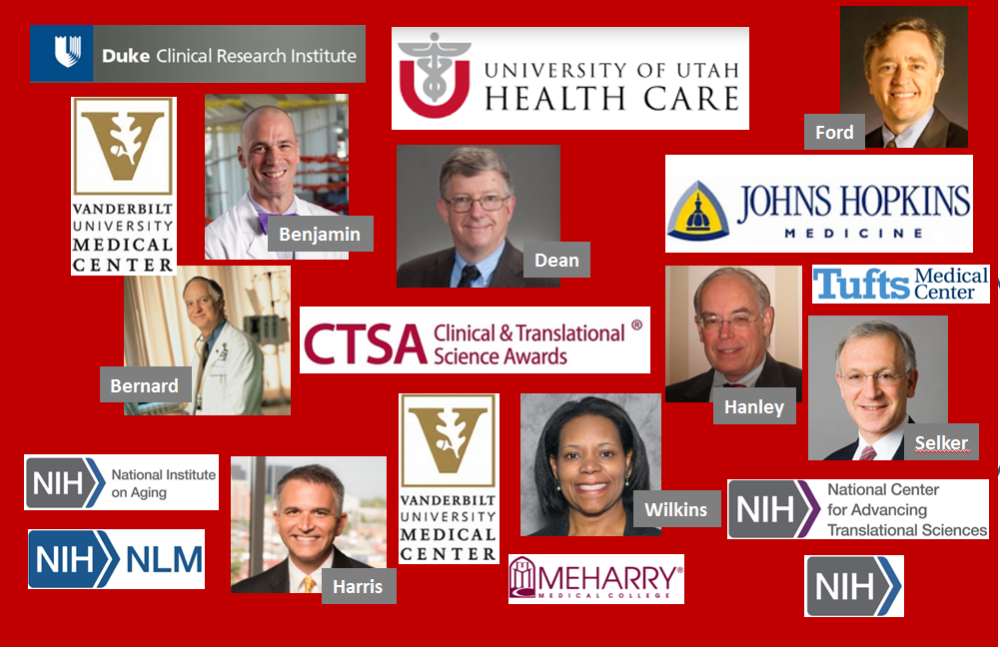 Duke Clinical Research Institute
UNIVERSITY OF UTAH
HEALTH CARE
Ford
VANDERBILT
UNIVERSITY
MEDICAL
CENTER
Benjamin
Dean
JOHNS HOPKINS
MEDICINE
Tufts Medical
Center
Bernard
CTSA Clinical & Translational ®
Science Awards
Hanley
Selker
NIH National Institute
on Aging
NIH NLM
Harris
VANDERBILT
UNIVERSITY
MEDICAL
CENTER
Wilkins
MEHARRY®
MEDICAL COLLEGE
NIH National Center
for Advancing
Translational Sciences
NIH